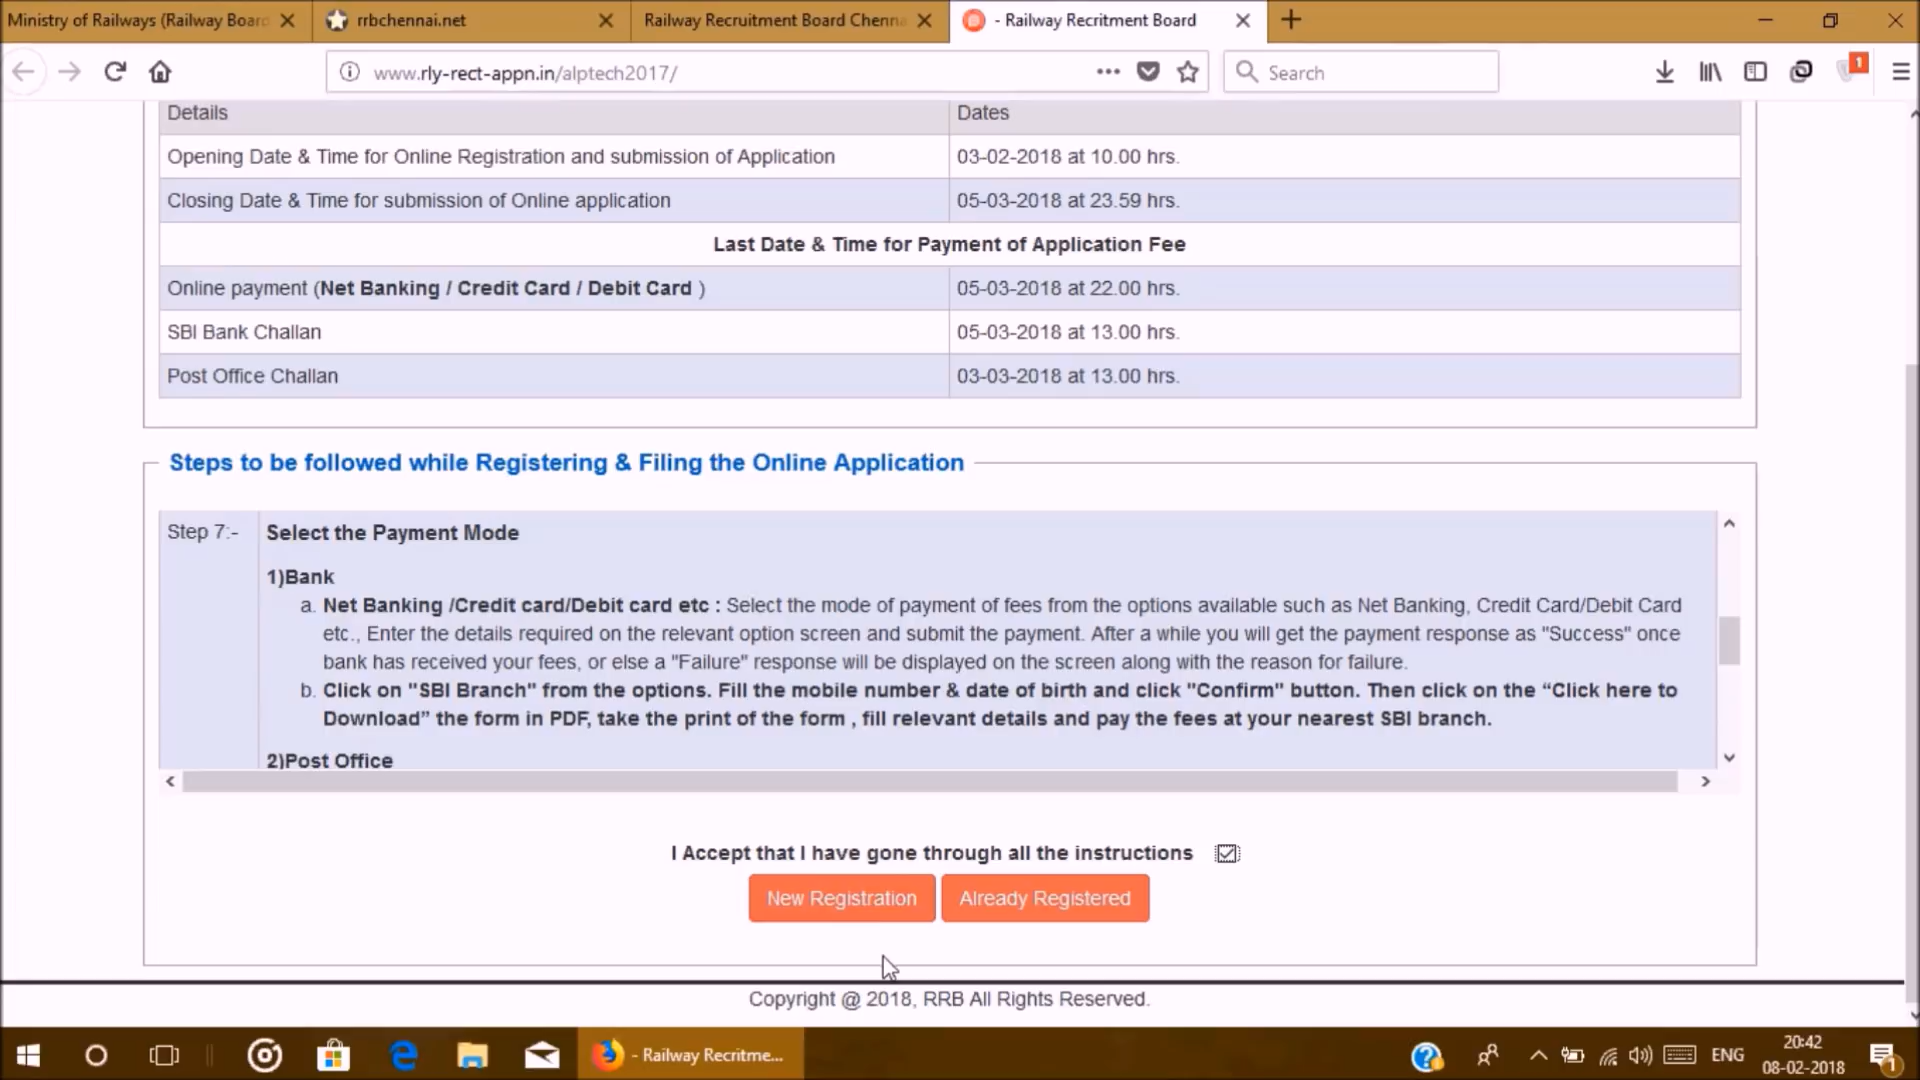 Ministry of Railways (Railway Board
rrbchennai.net
Railway Recruitment Board Chenna
- Railway Recritment Board
www.rly-rect-appn.in/alptech2017/
Search
1
Details Dates
Opening Date & Time for Online Registration and submission of Application 03-02-2018 at 10.00 hrs.
Closing Date & Time for submission of Online application 05-03-2018 at 23.59 hrs.
Last Date & Time for Payment of Application Fee
Online payment (Net Banking / Credit Card / Debit Card ) 05-03-2018 at 22.00 hrs.
SBI Bank Challan 05-03-2018 at 13.00 hrs.
Post Office Challan 03-03-2018 at 13.00 hrs.
Steps to be followed while Registering & Filing the Online Application
Step 7:- Select the Payment Mode
1)Bank
a. Net Banking /Credit card/Debit card etc : Select the mode of payment of fees from the options available such as Net Banking, Credit Card/Debit Card
etc., Enter the details required on the relevant option screen and submit the payment. After a while you will get the payment response as "Success" once
bank has received your fees, or else a "Failure" response will be displayed on the screen along with the reason for failure.
b. Click on "SBI Branch" from the options. Fill the mobile number & date of birth and click "Confirm" button. Then click on the “Click here to
Download” the form in PDF, take the print of the form , fill relevant details and pay the fees at your nearest SBI branch.
2)Post Office
I Accept that I have gone through all the instructions
New Registration Already Registered
Copyright @ 2018, RRB All Rights Reserved.
- Railway Recritme...
ENG
20:42
08-02-2018
1